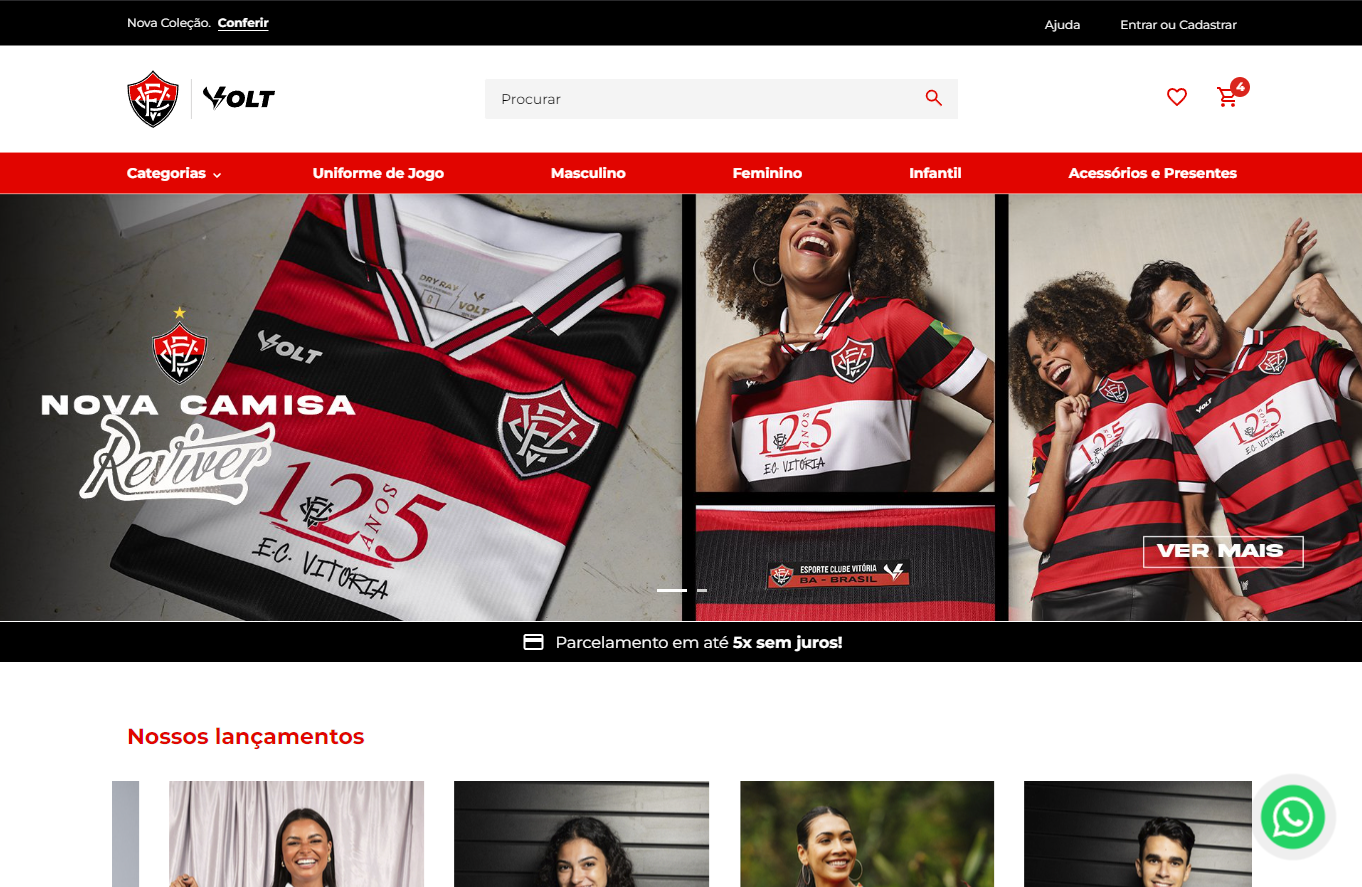 Nova Coleção. Conferir
Ajuda
Entrar ou Cadastrar
VOLT
Procurar
4
Categorias
Uniforme de Jogo
Masculino
Feminino
Infantil
Acessórios e Presentes
NOVA CAMISA
Reviver
DRY RAY
VOLT
VOLT
125
ANOS
E.C. VITÓRIA
125
ANOS
E.C. VITÓRIA
ESPORTE CLUBE VITÓRIA
BA - BRASIL
VOLT
125
E.C. VITÓRIA
VER MAIS
Parcelamento em até 5x sem juros!
Nossos lançamentos